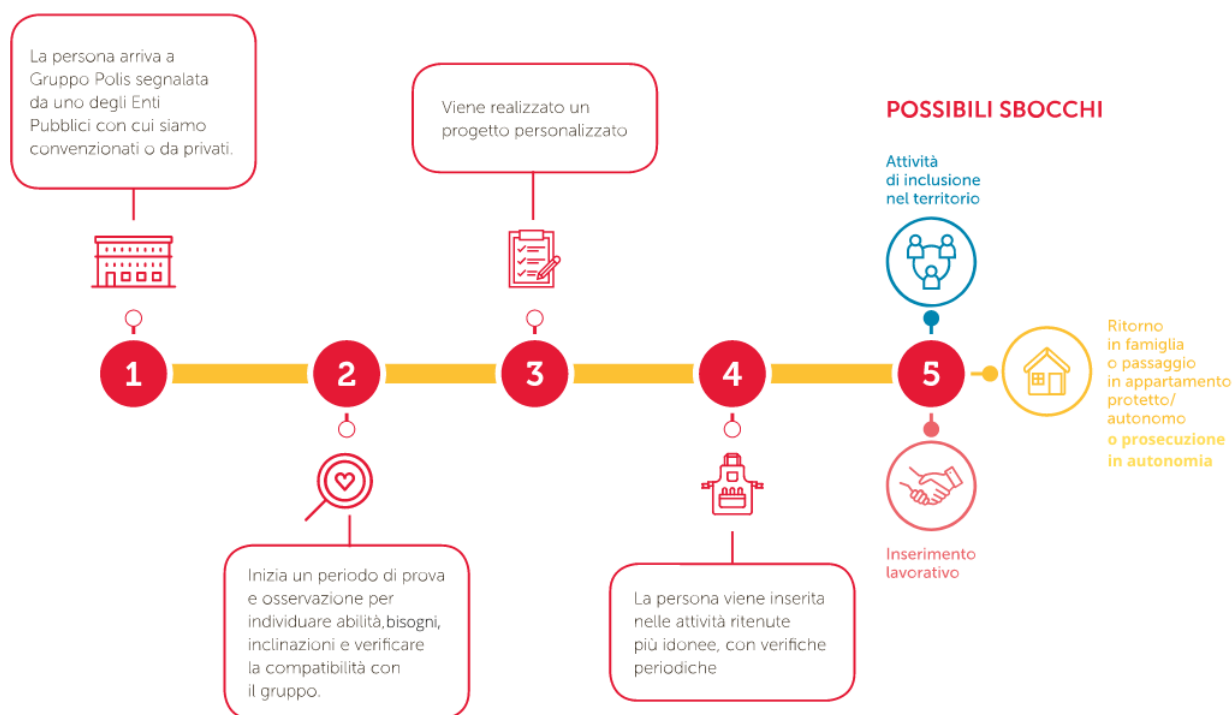 La persona arriva a
Gruppo Polis segnalata
da uno degli Enti
Pubblici con cui siamo
convenzionati o da privati.
1
Inizia un periodo di prova
e osservazione per
individuare abilità,bisogni,
inclinazioni e verificare
la compatibilità con
il gruppo.
2
Viene realizzato un
progetto personalizzato
3
La persona viene inserita
nelle attività ritenute
più idonee, con verifiche
periodiche
4
POSSIBILI SBOCCHI
5
Attività
di inclusione
nel territorio
Ritorno
in famiglia
o passaggio
in appartamento
protetto/
autonomo
o prosecuzione
in autonomia
Inserimento
lavorativo